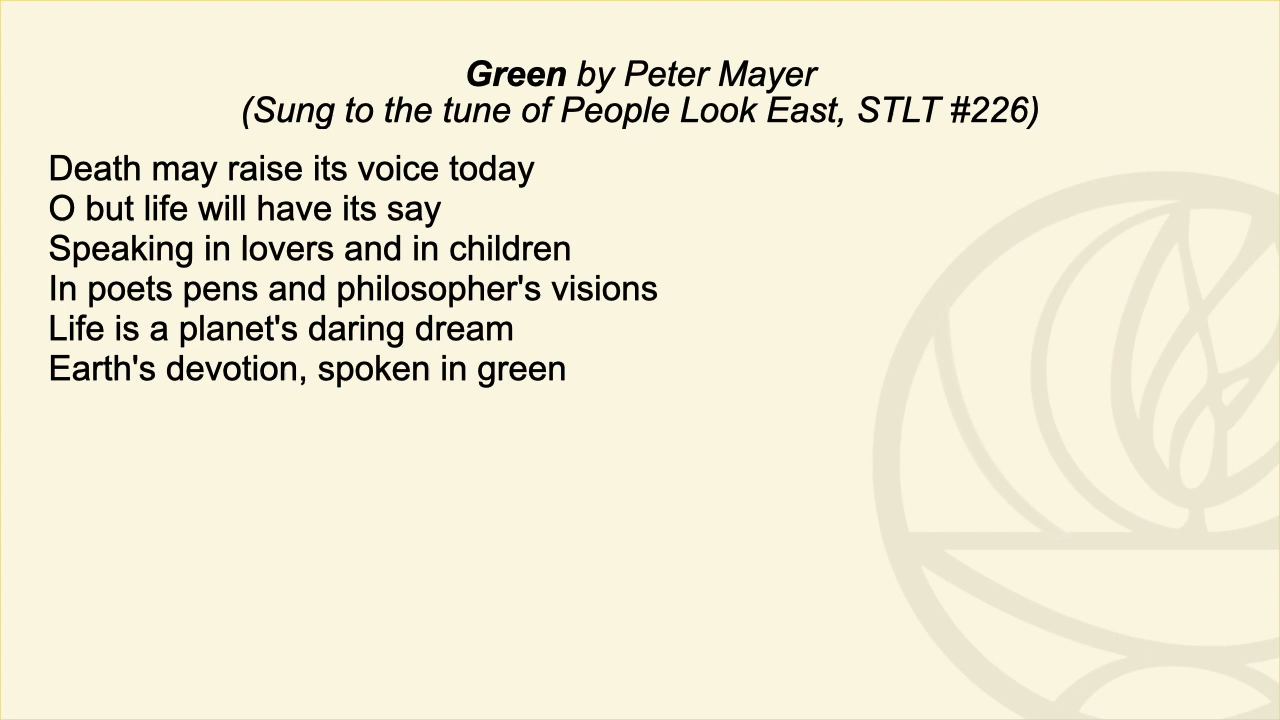 Green by Peter Mayer
(Sung to the tune of People Look East, STLT #226)
Death may raise its voice today
O but life will have its say
Speaking in lovers and in children
In poets pens and philosopher's visions
Life is a planet's daring dream
Earth's devotion, spoken in green